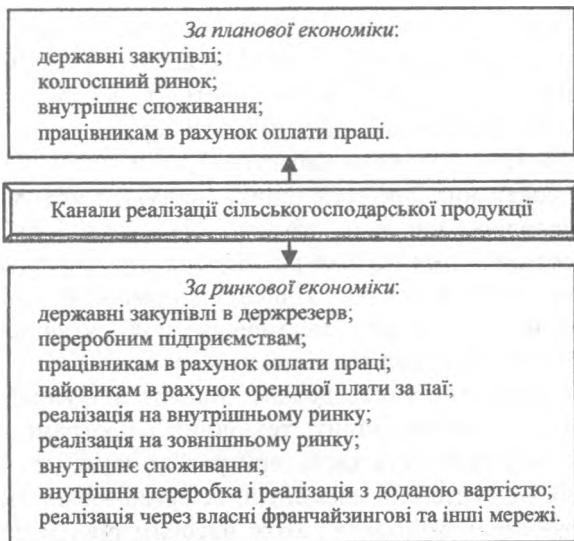 За планової економіки:
державні закупівлі;
колгоспний ринок;
внутрішнє споживання;
працівникам в рахунок оплати праці.
Канали реалізації сільськогосподарської продукції
За ринкової економіки:
державні закупівлі в держрезерв;
переробним підприємствам;
працівникам в рахунок оплати праці;
пайовикам в рахунок орендної плати за паї;
реалізація на внутрішньому ринку;
реалізація на зовнішньому ринку;
внутрішнє споживання;
внутрішня переробка і реалізація з доданою вартістю;
реалізація через власні франчайзингові та інші мережі.